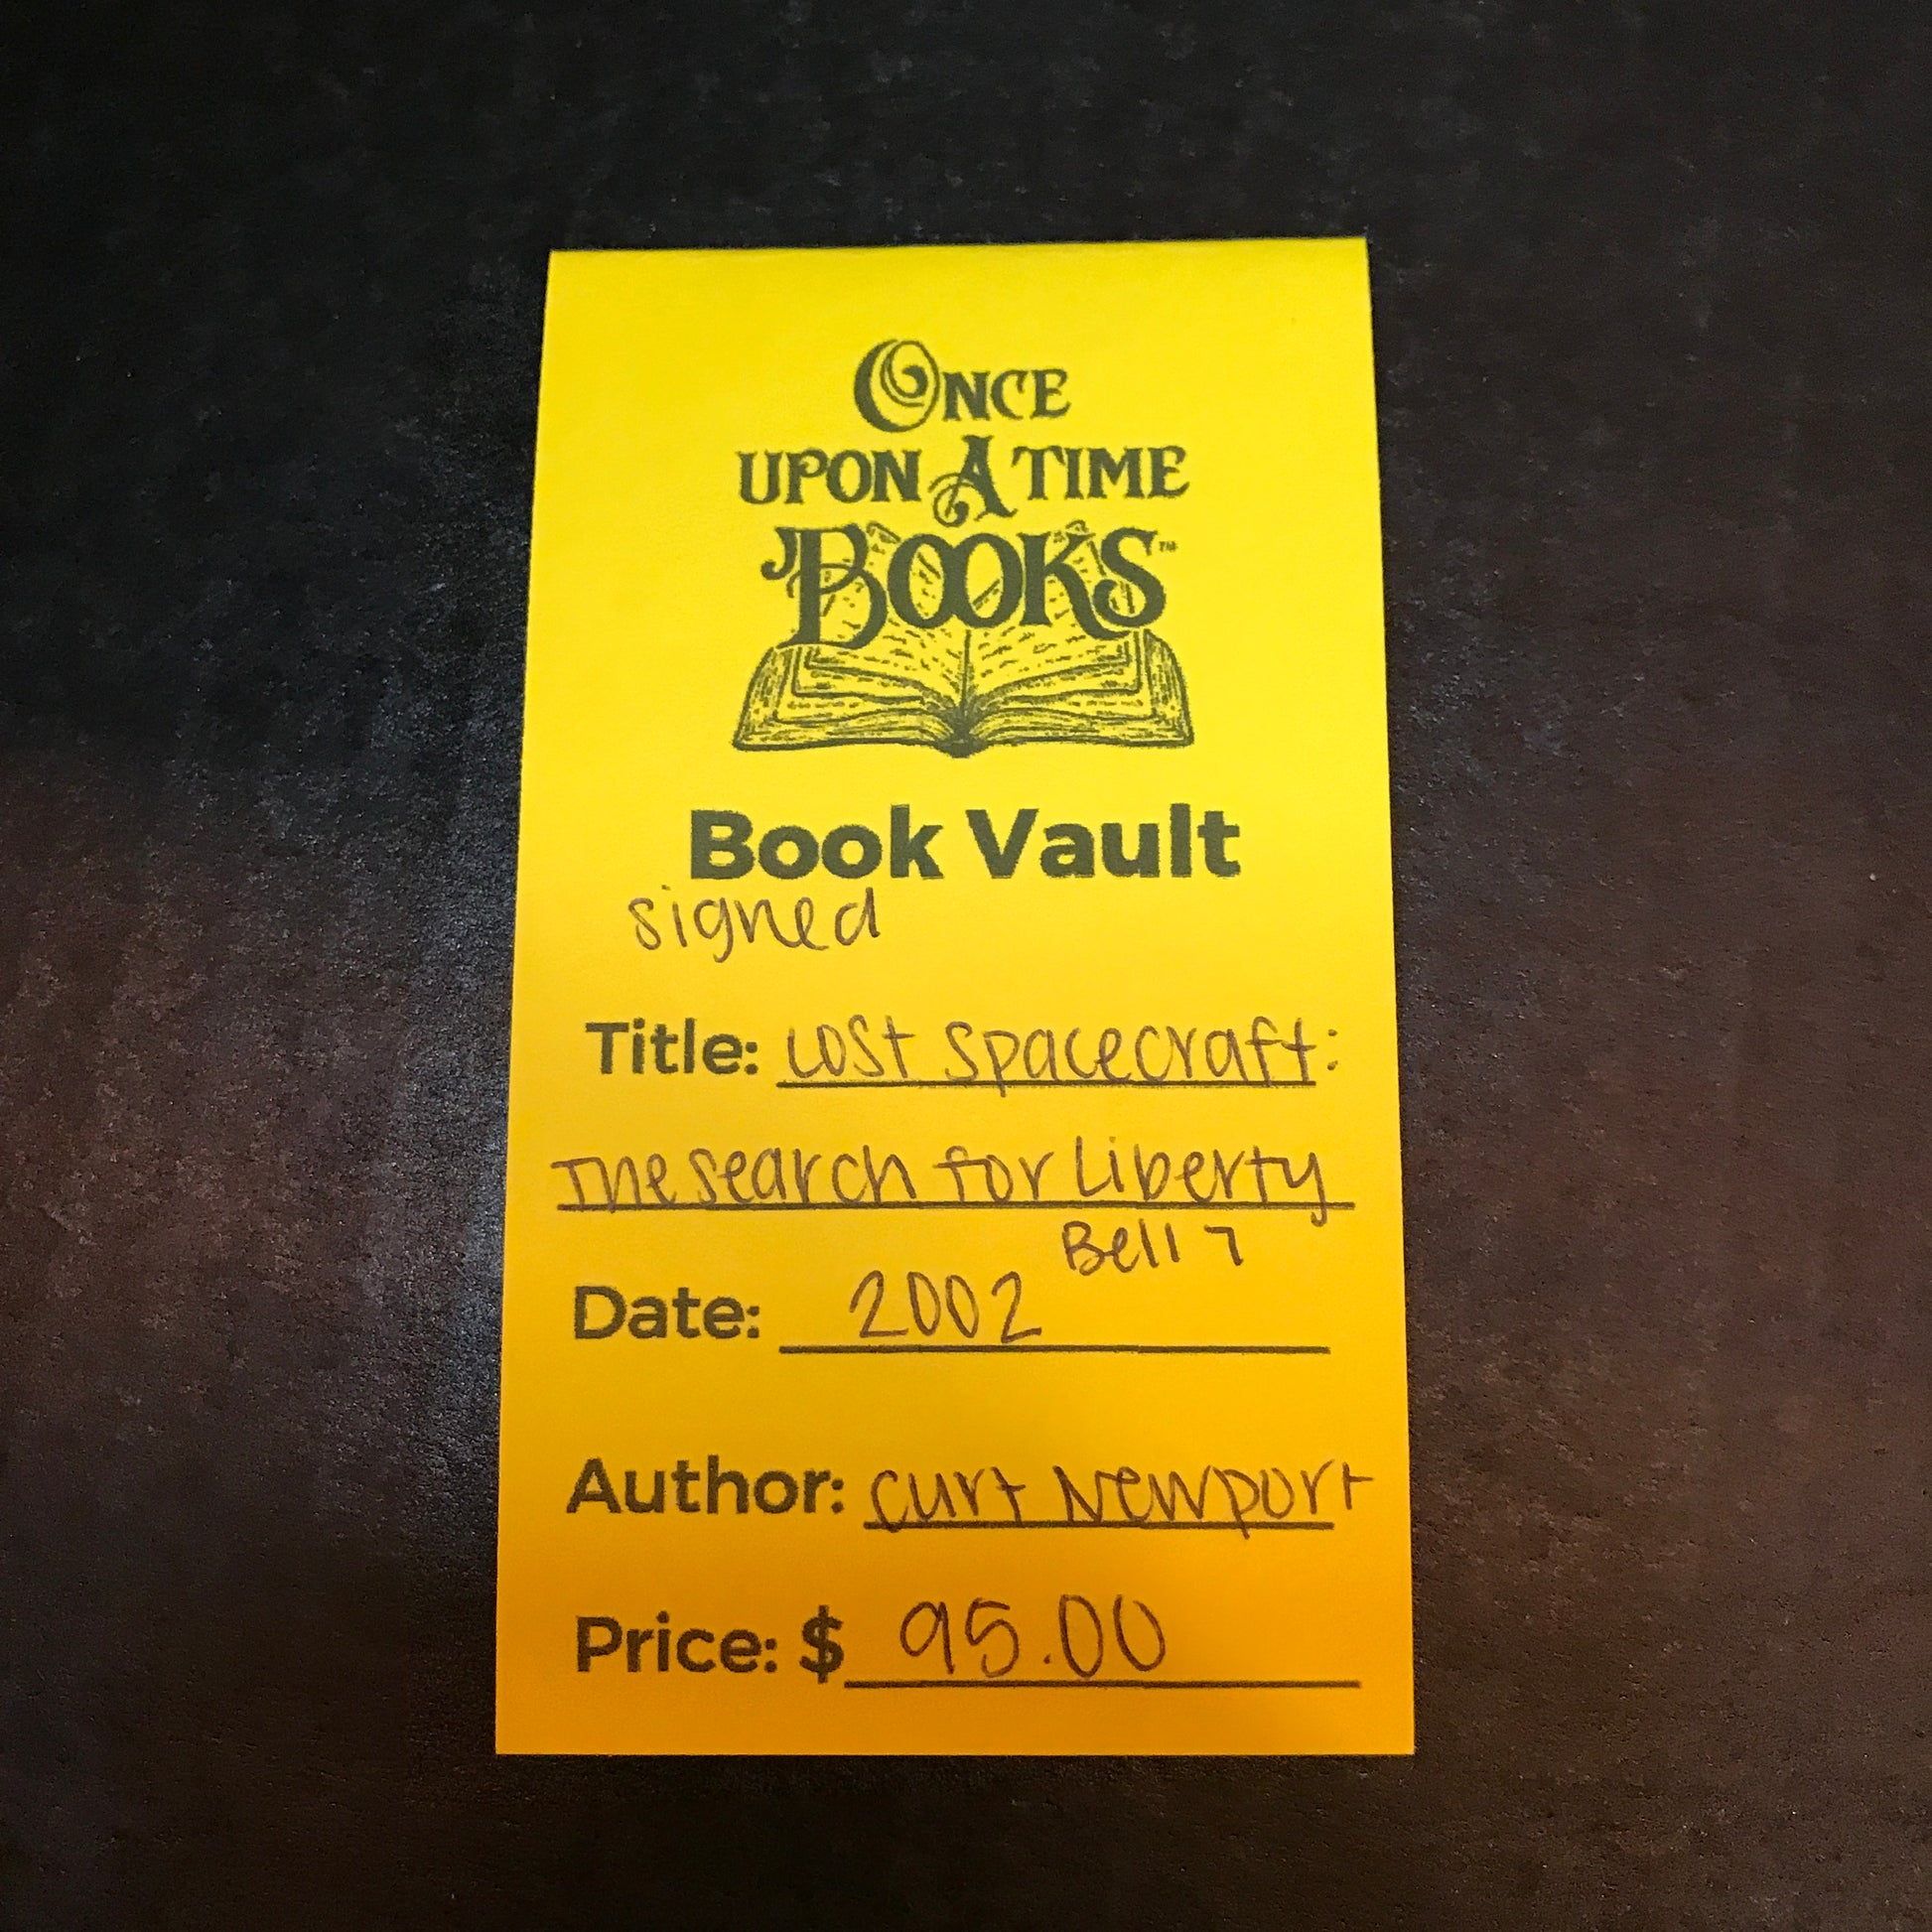 ONCE
UPON A TIME
BOOKS™
Book Vault
signed
Title: Lost Spacecraft:
The search for Liberty
Bell 7
Date: 2002
Author: Curt Newport
Price: $ 95.00